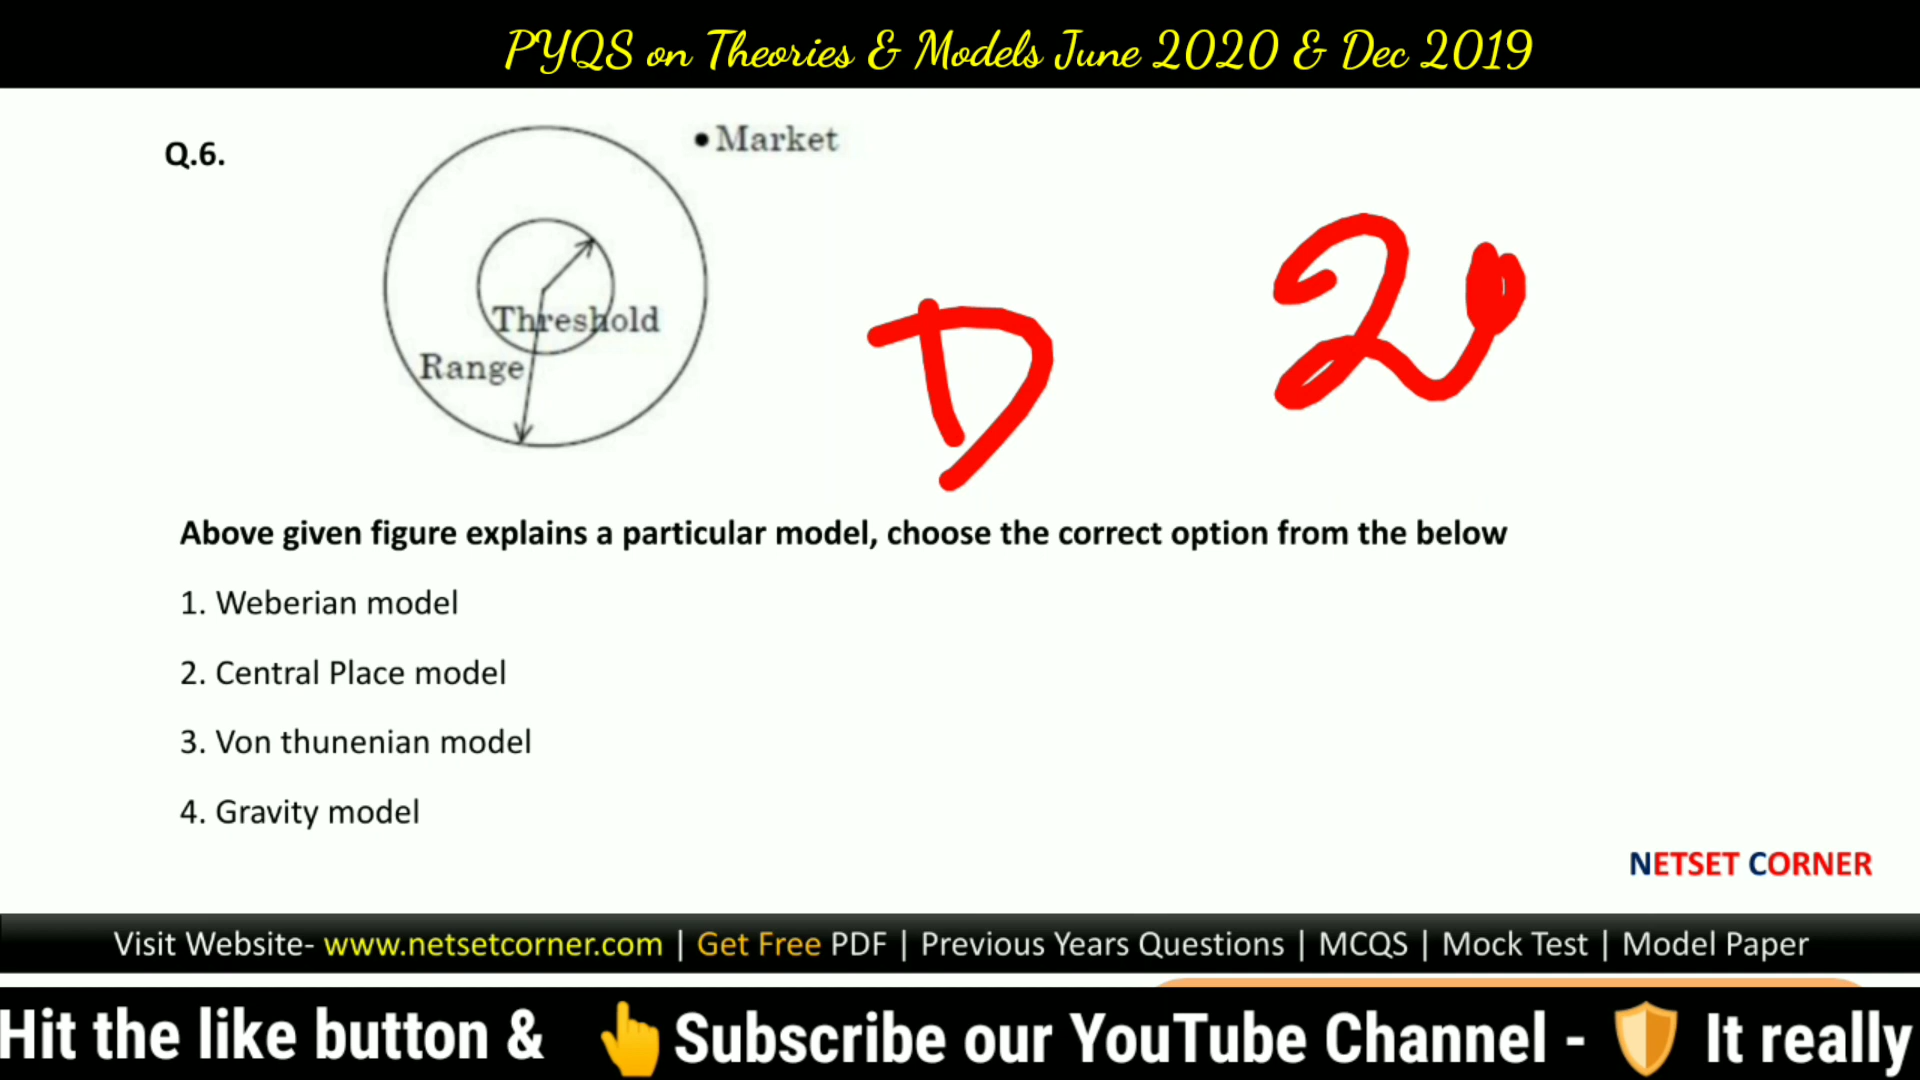 PYQS on Theories & Models June 2020 & Dec 2019
Q.6.
•Market
Threshold
Range
D
2
Above given figure explains a particular model, choose the correct option from the below
1. Weberian model
2. Central Place model
3. Von thunenian model
4. Gravity model
NETSET CORNER
Visit Website- www.netsetcorner.com | Get Free PDF | Previous Years Questions | MCQS | Mock Test | Model Paper
Hit the like button & 👆 Subscribe our YouTube Channel - 🛡 It really